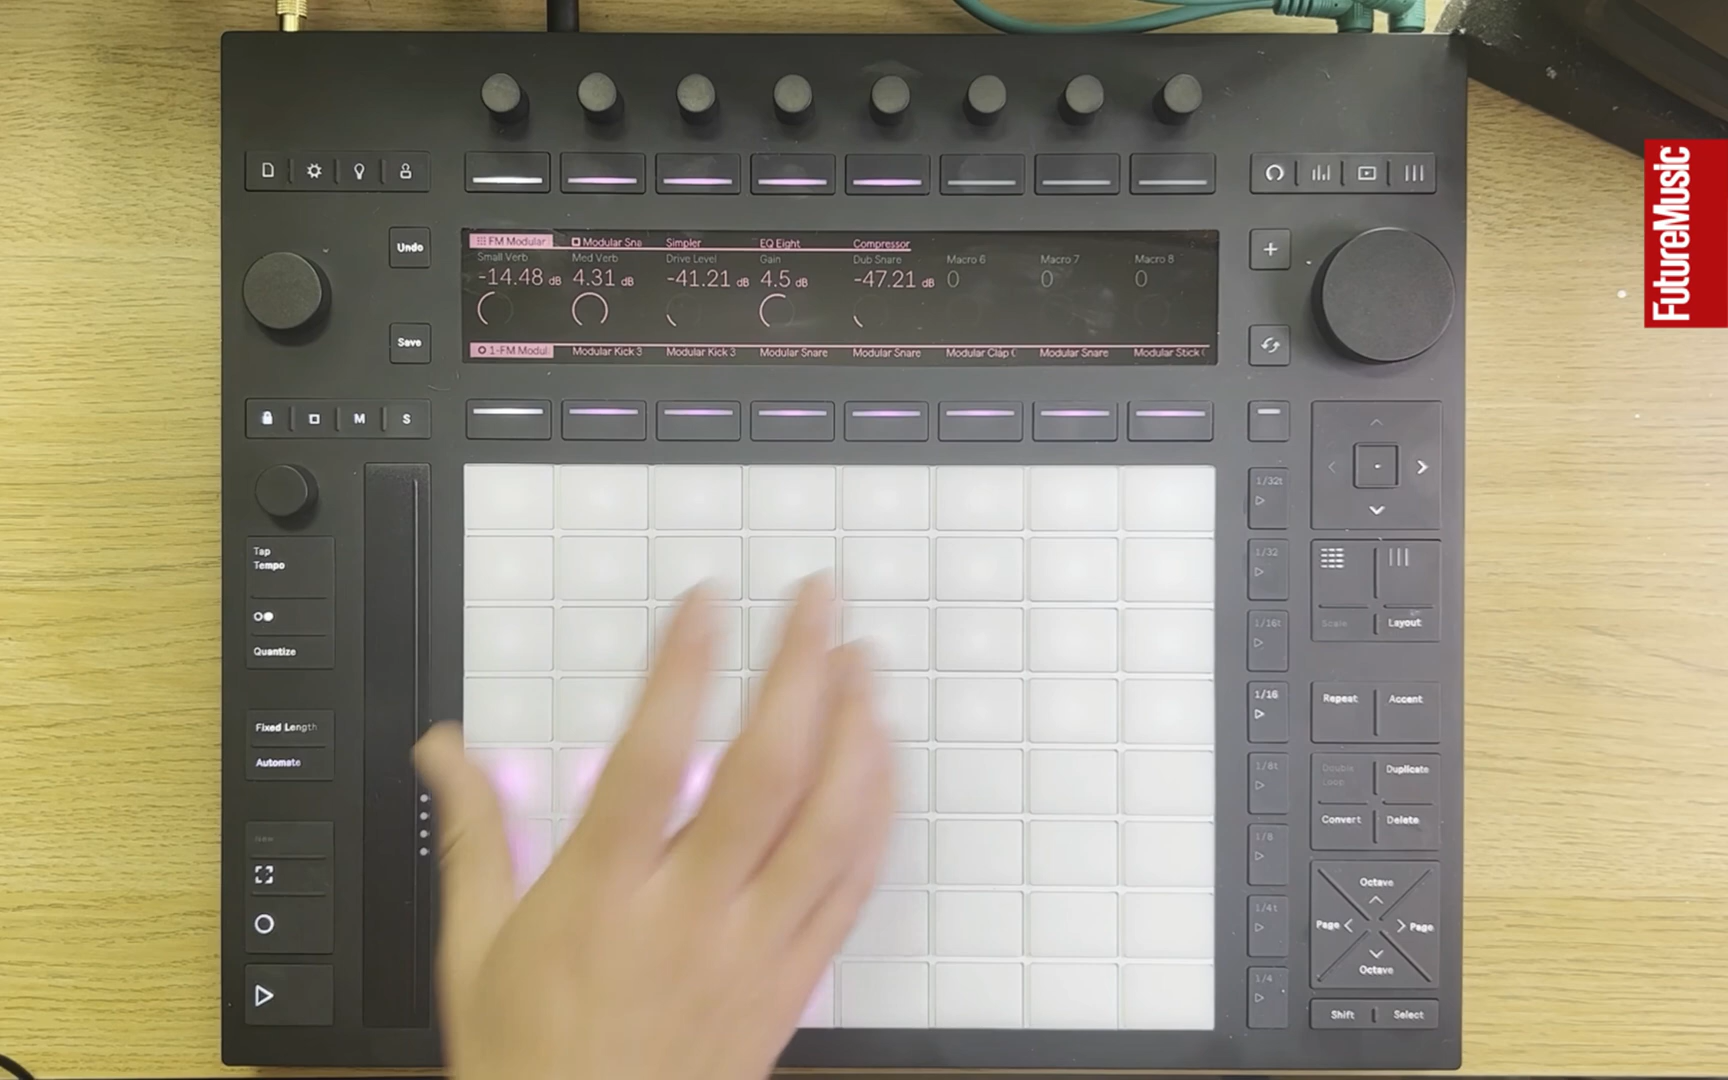 FutureMusic
Undo
Save
FM Modular
Modular Sna
Simpler
EQ Eight
Compressor
Small Verb
Med Verb
Drive Level
Gain
Dub Snare
Macro 6
Macro 7
Macro 8
-14.48 dB
4.31 dB
-41.21 dB
4.5 dB
-47.21 dB
0
0
0
1-FM Modul
Modular Kick 3
Modular Kick 3
Modular Snare
Modular Snare
Modular Clap C
Modular Snare
Modular Stick (
M
S
Tap
Tempo
Quantize
Fixed Length
Automate
New
1/32t
1/32
1/16t
1/16
1/8t
1/8
1/4t
1/4
Scale
Layout
Repeat
Accent
Double
Loop
Duplicate
Convert
Delete
Octave
Page
Page
Octave
Shift
Select